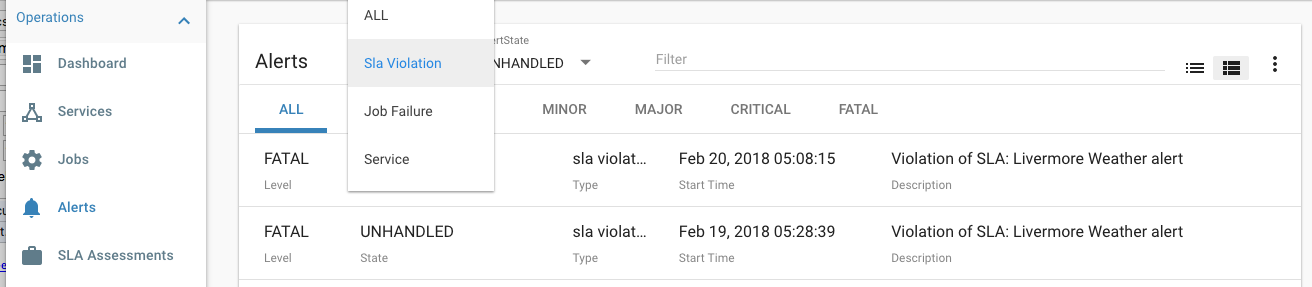 Operations
Dashboard
Services
Jobs
Alerts
SLA Assessments
ALL
Sla Violation
Job Failure
Service
Alerts
ertState
NHANDLED
Filter
ALL
MINOR
MAJOR
CRITICAL
FATAL
FATAL
sla violat...
Feb 20, 2018 05:08:15
Violation of SLA: Livermore Weather alert
Level
Type
Start Time
Description
FATAL
UNHANDLED
sla violat...
Feb 19, 2018 05:28:39
Violation of SLA: Livermore Weather alert
Level
State
Type
Start Time
Description